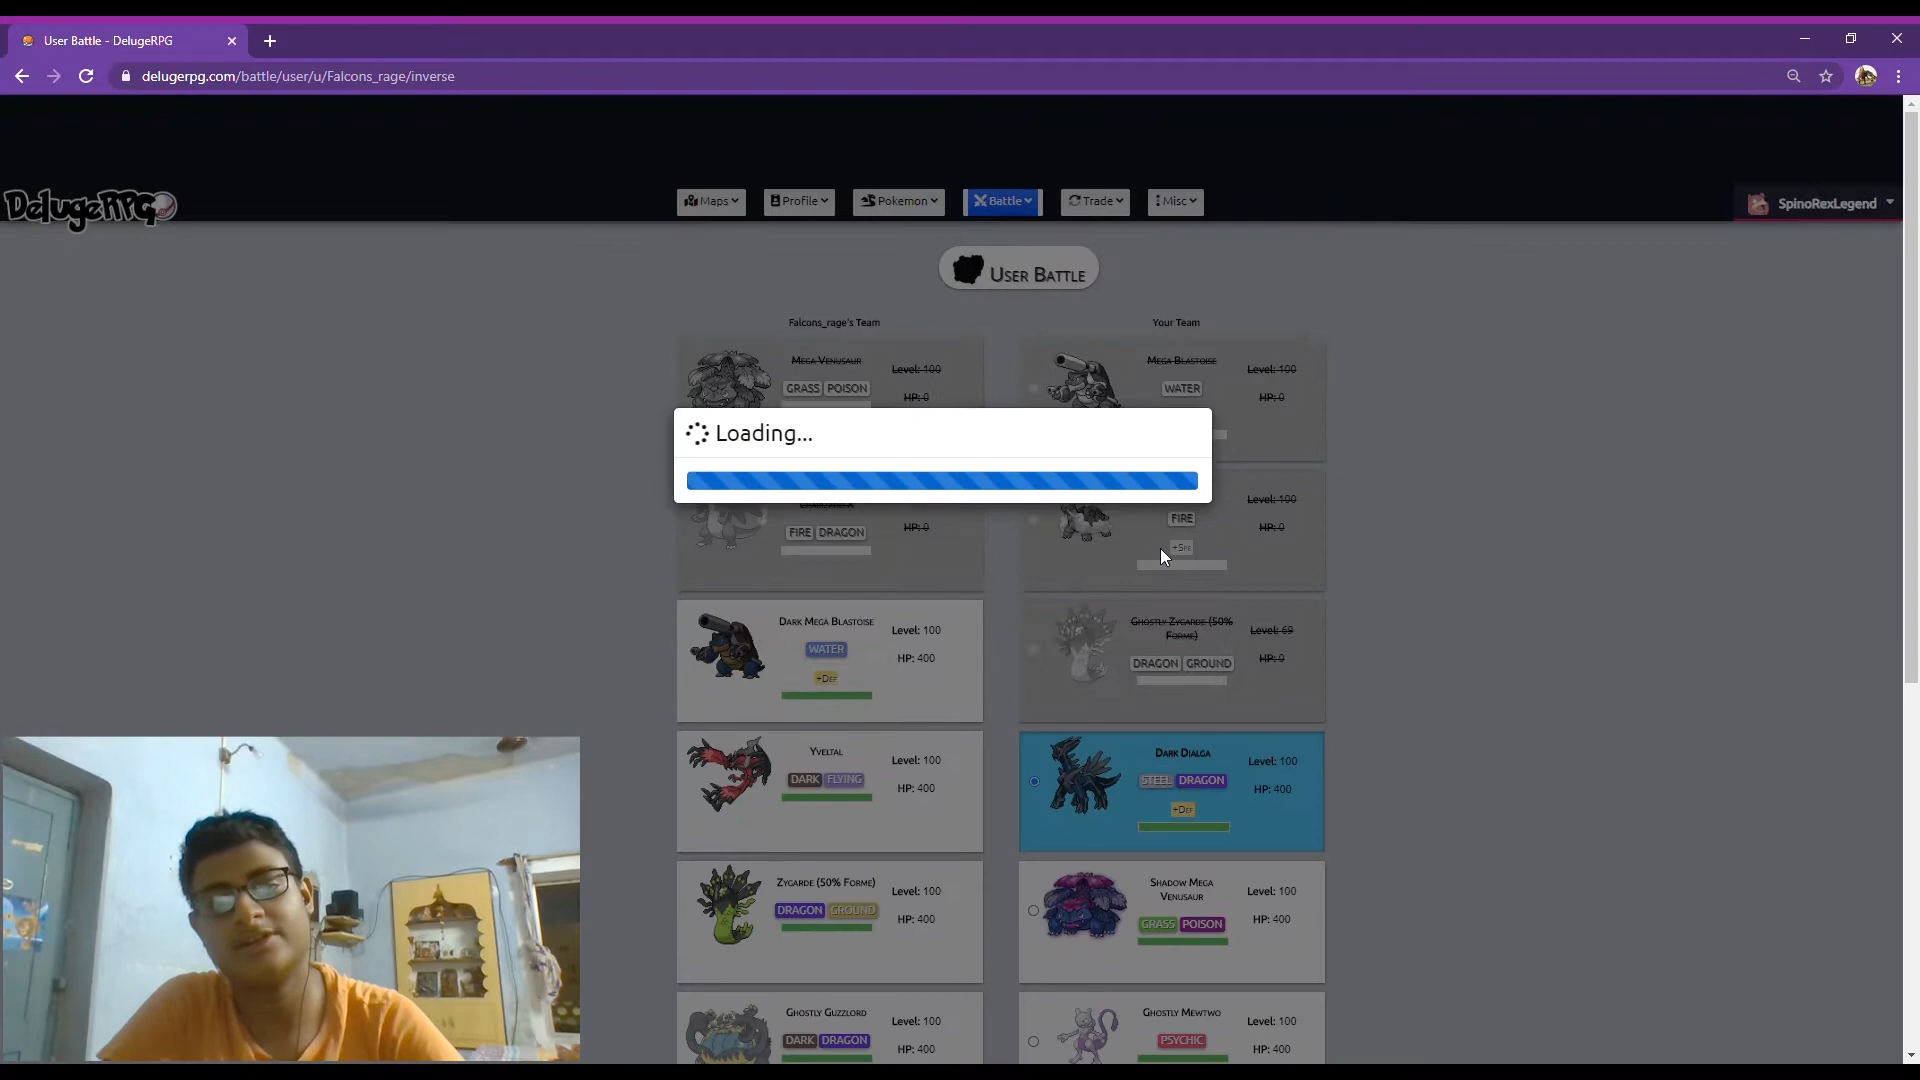 User Battle - DelugeRPG
delugerpg.com/battle/user/u/Falcons_rage/inverse
DelugeRPG
Maps
Profile
Pokemon
Battle
Trade
Misc
SpinoRexLegend
User Battle
Falcons_rage's Team
Mega Venusaur
Level: 100
GRASS POISON
HP: 0
FIRE DRAGON
HP: 0
Dark Mega Blastoise
Level: 100
WATER
HP: 400
+Def
Yveltal
Level: 100
DARK FLYING
HP: 400
Zygarde (50% Forme)
Level: 100
DRAGON GROUND
HP: 400
Ghostly Guzzlord
Level: 100
DARK DRAGON
HP: 400
Your Team
Mega Blastoise
Level: 100
WATER
HP: 0
Loading...
Level: 100
FIRE
HP: 0
+Spe
Ghostly Zygarde (50%
Forme)
Level: 69
DRAGON GROUND
HP: 0
Dark Dialga
Level: 100
STEEL DRAGON
HP: 400
+Def
Shadow Mega
Venusaur
Level: 100
GRASS POISON
HP: 400
Ghostly Mewtwo
Level: 100
PSYCHIC
HP: 400